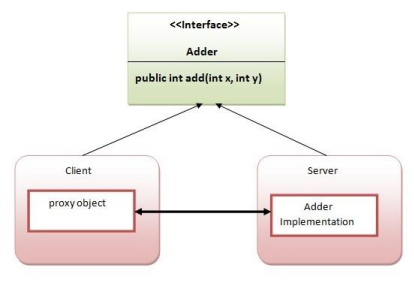 <<Interface>>
Adder
public int add(int x, int y)
Client
Server
proxy object
Adder
Implementation